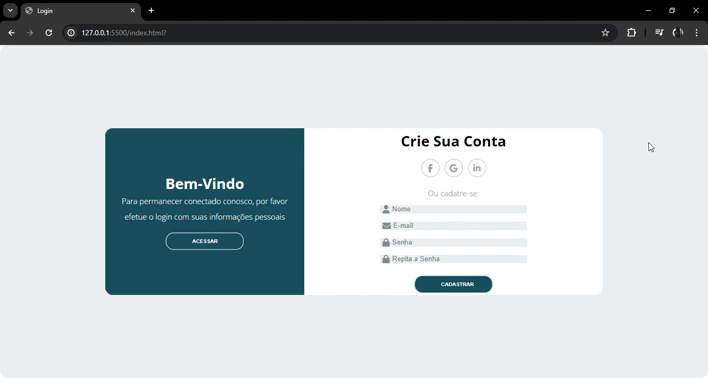 Login
127.0.0.1:5500/index.html?
Bem-Vindo
Para permanecer conectado conosco, por favor
efetue o login com suas informações pessoais
ACESSAR
Crie Sua Conta
f G in
Ou cadatre-se:
Nome
E-mail
Senha
Repita a Senha
CADASTRAR